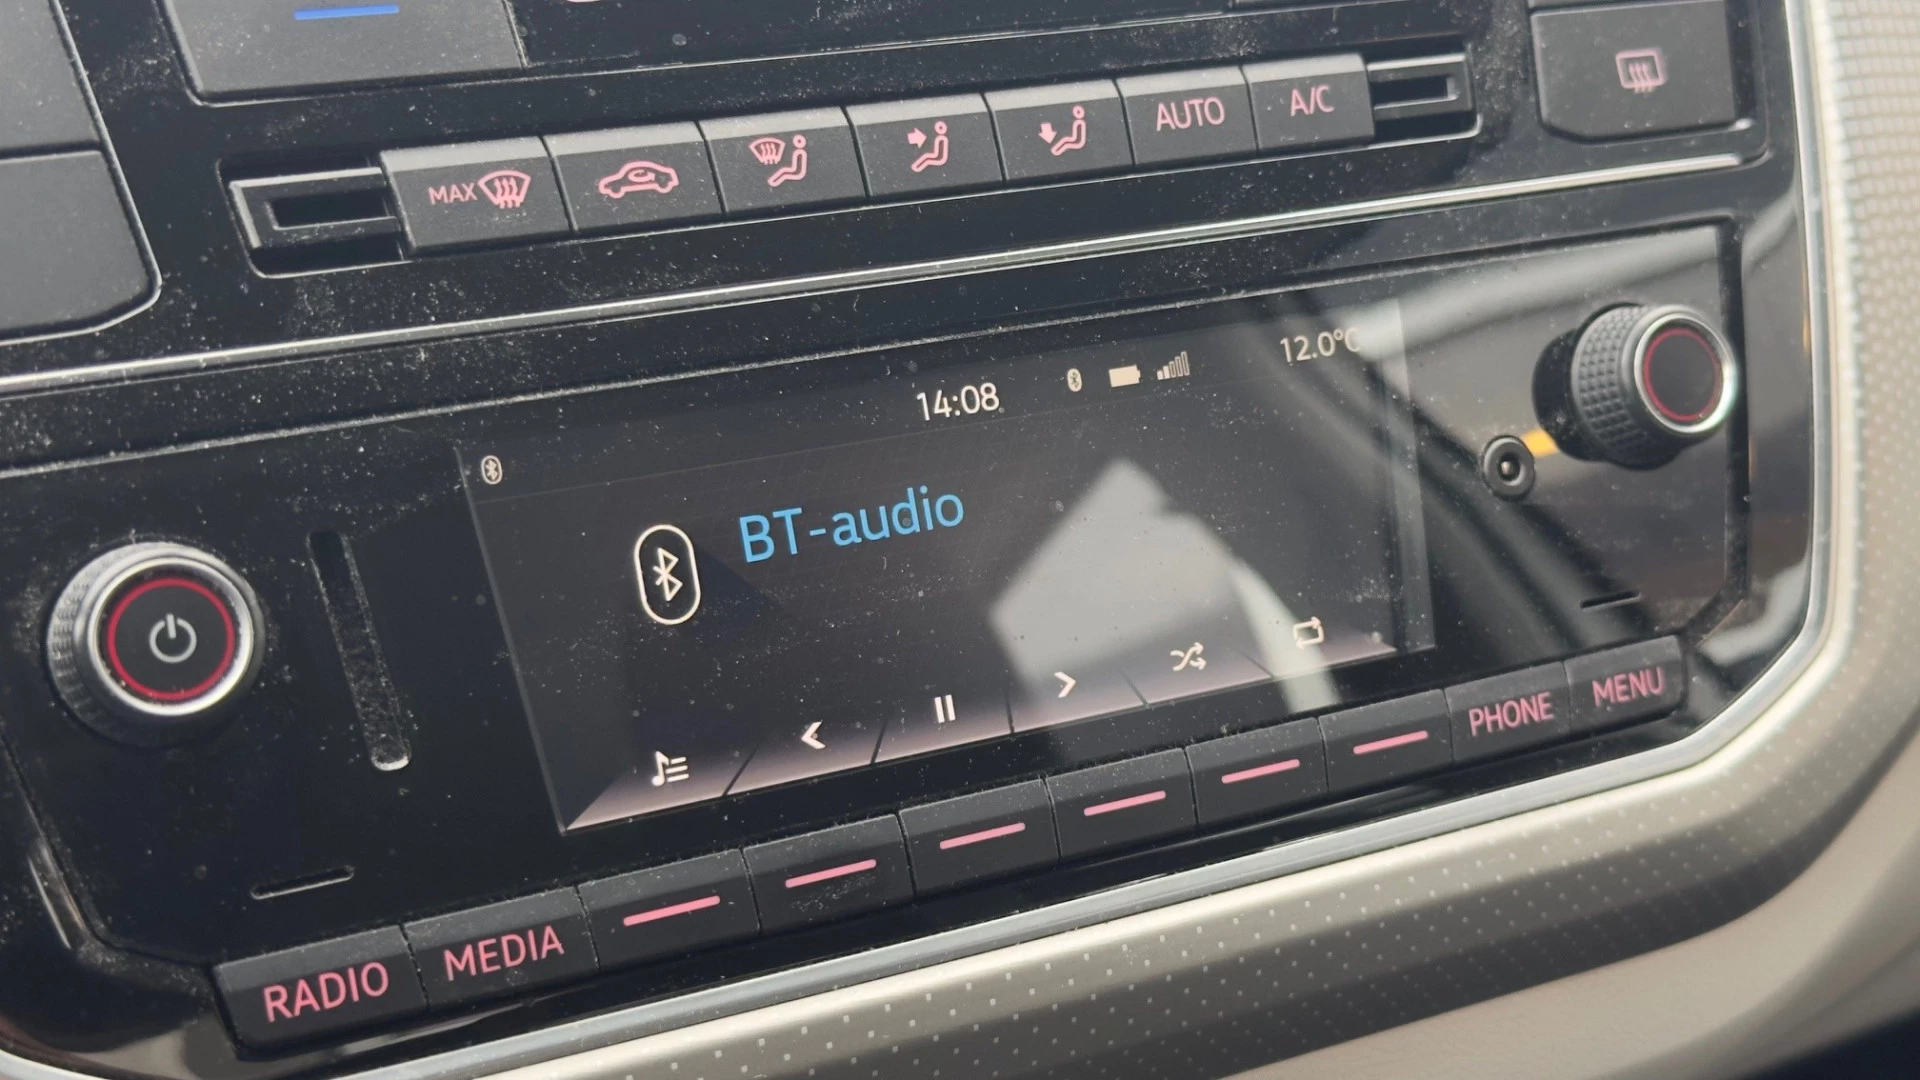 MAX
AUTO
A/C
14:08
12.0°C
BT-audio
RADIO
MEDIA
PHONE
MENU